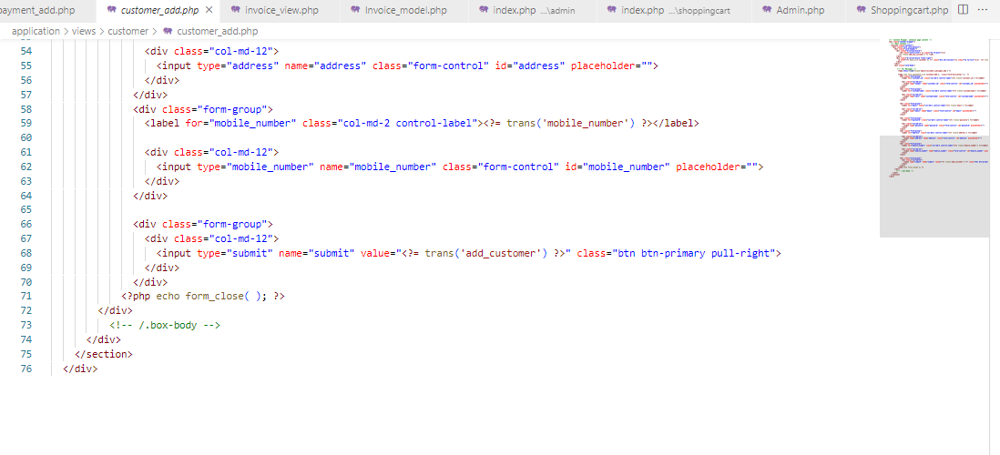 payment_add.php customer_add.php × invoice_view.php Invoice_model.php index.php ...\admin index.php ...\shoppingcart Admin.php Shoppingcart.php ...
application > views > customer > customer_add.php
54 <div class="col-md-12">
55 <input type="address" name="address" class="form-control" id="address" placeholder="">
56 </div>
57 </div>
58 <div class="form-group">
59 <label for="mobile_number" class="col-md-2 control-label"><?= trans('mobile_number') ?></label>
60
61 <div class="col-md-12">
62 <input type="mobile_number" name="mobile_number" class="form-control" id="mobile_number" placeholder="">
63 </div>
64 </div>
65
66 <div class="form-group">
67 <div class="col-md-12">
68 <input type="submit" name="submit" value="<?= trans('add_customer') ?>" class="btn btn-primary pull-right">
69 </div>
70 </div>
71 <?php echo form_close( ); ?>
72 </div>
73 <!-- /.box-body -->
74 </div>
75 </section>
76 </div>